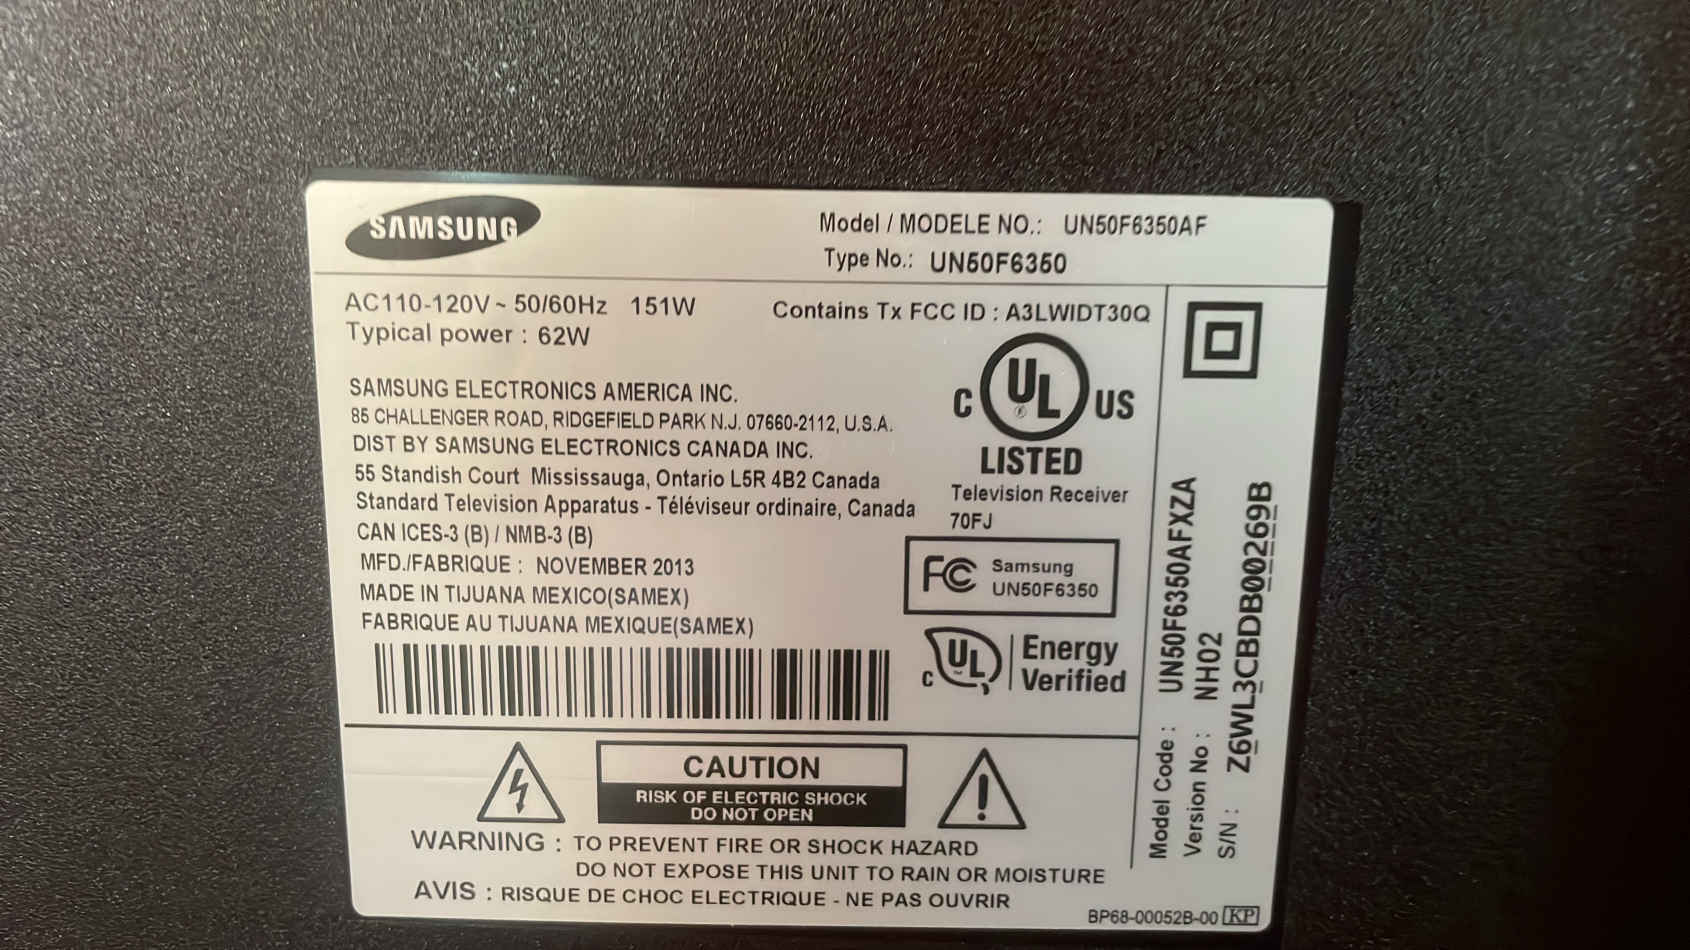 SAMSUNG
Model / MODELE NO.: UN50F6350AF
Type No.: UN50F6350
AC110-120V ~ 50/60Hz 151W
Typical power : 62W
Contains Tx FCC ID : A3LWIDT30Q
SAMSUNG ELECTRONICS AMERICA INC.
85 CHALLENGER ROAD, RIDGEFIELD PARK N.J. 07660-2112, U.S.A.
DIST BY SAMSUNG ELECTRONICS CANADA INC.
55 Standish Court Mississauga, Ontario L5R 4B2 Canada
Standard Television Apparatus - Téléviseur ordinaire, Canada
CAN ICES-3 (B) / NMB-3 (B)
MFD./FABRIQUE : NOVEMBER 2013
MADE IN TIJUANA MEXICO(SAMEX)
FABRIQUE AU TIJUANA MEXIQUE(SAMEX)
C UL ® US
LISTED
Television Receiver
70FJ
FC Samsung
UN50F6350
C UL Energy
Verified
CAUTION
RISK OF ELECTRIC SHOCK
DO NOT OPEN
WARNING : TO PREVENT FIRE OR SHOCK HAZARD
DO NOT EXPOSE THIS UNIT TO RAIN OR MOISTURE
AVIS : RISQUE DE CHOC ELECTRIQUE - NE PAS OUVRIR
BP68-00052B-00 KP
Model Code : UN50F6350AFXZA
Version No : NH02
S/N : Z6WL3CBDB00269B